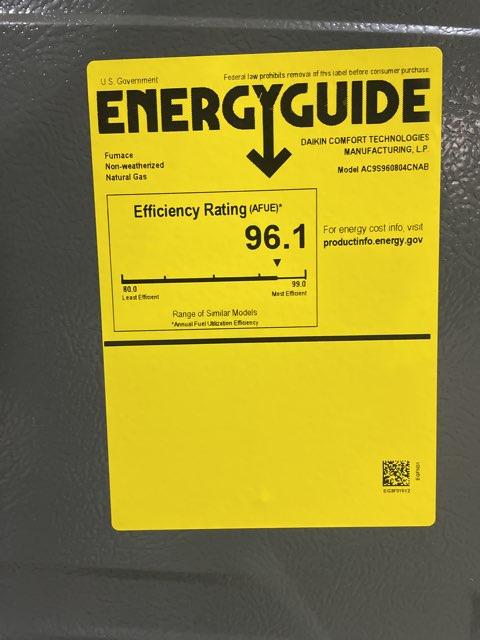 U.S. Government
Federal law prohibits removal of this label before consumer purchase
ENERGYGUIDE
Furnace
Non-weatherized
Natural Gas
DAIKIN COMFORT TECHNOLOGIES
MANUFACTURING, L.P.
Model AC9S960804CNAB
Efficiency Rating (AFUE)*
96.1
80.0
Least Efficient
99.0
Most Efficient
Range of Similar Models
*Annual Fuel Utilization Efficiency
For energy cost info, visit
productinfo.energy.gov